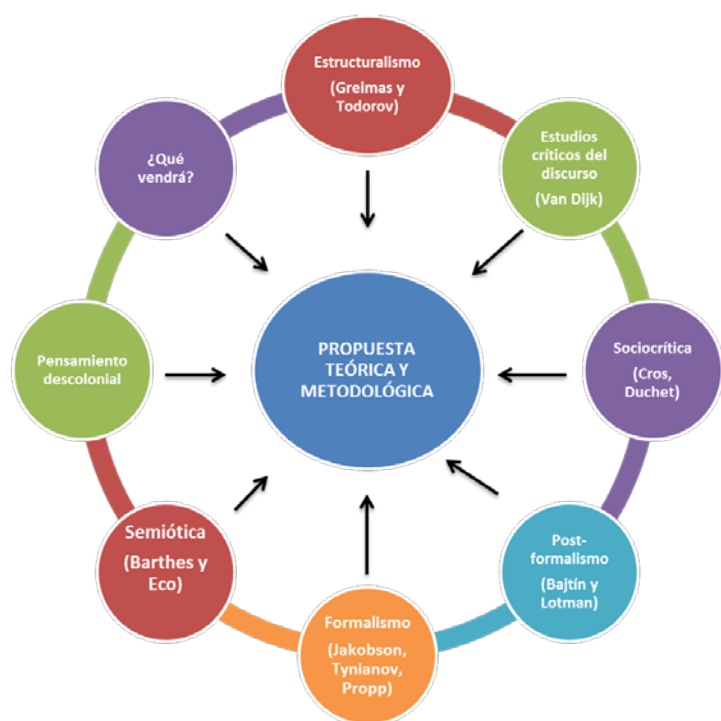 Estructuralismo
(Greimas y
Todorov)
Estudios
críticos del
discurso
(Van Dijk)
Sociocrítica
(Cros,
Duchet)
Post-
formalismo
(Bajtín y
Lotman)
Formalismo
(Jakobson,
Tynianov,
Propp)
Semiótica
(Barthes y
Eco)
Pensamiento
descolonial
¿Qué
vendrá?
PROPUESTA
TEÓRICA Y
METODOLÓGICA